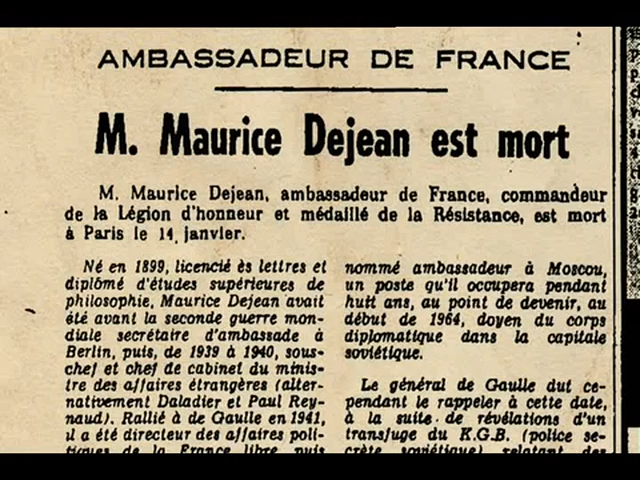 AMBASSADEUR DE FRANCE
M. Maurice Dejean est mort
M. Maurice Dejean, ambassadeur de France, commandeur
de la Légion d'honneur et médaillé de la Résistance, est mort
à Paris le 14 janvier.
Né en 1899, licencié ès lettres et
diplômé d'études supérieures de
philosophie, Maurice Dejean avait
été avant la seconde guerre mon-
diale secrétaire d'ambassade à
Berlin, puis, de 1939 à 1940, sous-
chef et chef de cabinet du minis-
tre des affaires étrangères (alter-
nativement Daladier et Paul Rey-
naud). Rallié à de Gaulle en 1941,
il a été directeur des affaires poli-
tiques de la France libre, puis
nommé ambassadeur à Moscou,
un poste qu'il occupera pendant
huit ans, au point de devenir, au
début de 1964, doyen du corps
diplomatique dans la capitale
soviétique.
Le général de Gaulle dut ce-
pendant le rappeler à cette date,
à la suite de révélations d'un
transfuge du K.G.B. (police se-
crète soviétique) relatant des